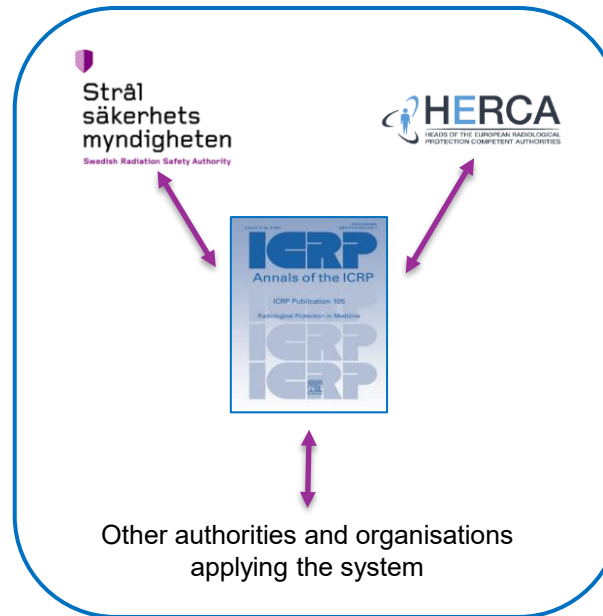 Strål
säkerhets
myndigheten
Swedish Radiation Safety Authority
HERCA
HEADS OF THE EUROPEAN RADIOLOGICAL
PROTECTION COMPETENT AUTHORITIES
ICRP
Annals of the ICRP
ICRP Publication 105
Radiological Protection in Medicine
ICRP
ICRP
Other authorities and organisations
applying the system